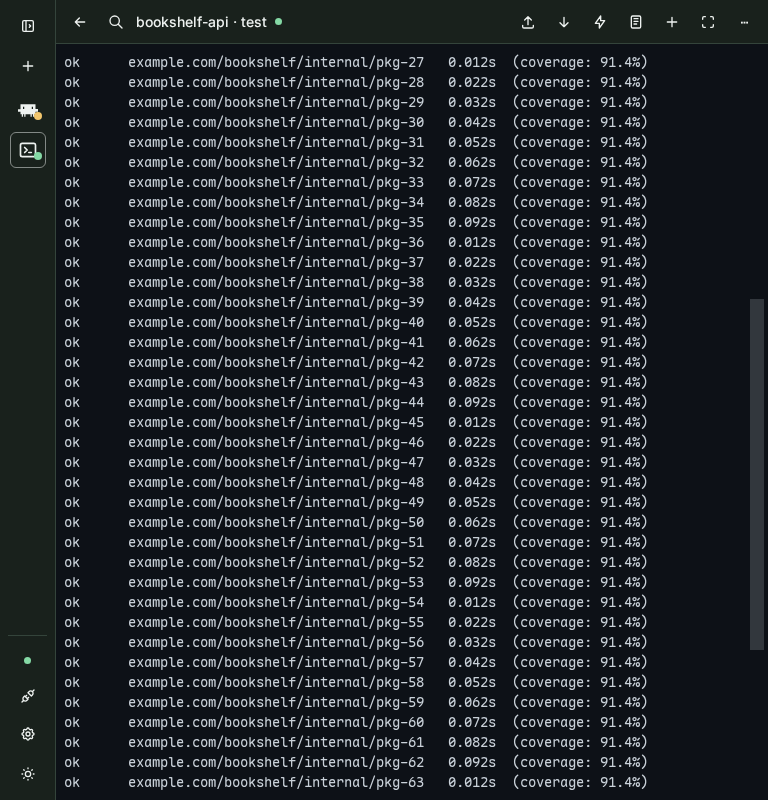 bookshelf-api · test
ok example.com/bookshelf/internal/pkg-27 0.012s (coverage: 91.4%)
ok example.com/bookshelf/internal/pkg-28 0.022s (coverage: 91.4%)
ok example.com/bookshelf/internal/pkg-29 0.032s (coverage: 91.4%)
ok example.com/bookshelf/internal/pkg-30 0.042s (coverage: 91.4%)
ok example.com/bookshelf/internal/pkg-31 0.052s (coverage: 91.4%)
ok example.com/bookshelf/internal/pkg-32 0.062s (coverage: 91.4%)
ok example.com/bookshelf/internal/pkg-33 0.072s (coverage: 91.4%)
ok example.com/bookshelf/internal/pkg-34 0.082s (coverage: 91.4%)
ok example.com/bookshelf/internal/pkg-35 0.092s (coverage: 91.4%)
ok example.com/bookshelf/internal/pkg-36 0.012s (coverage: 91.4%)
ok example.com/bookshelf/internal/pkg-37 0.022s (coverage: 91.4%)
ok example.com/bookshelf/internal/pkg-38 0.032s (coverage: 91.4%)
ok example.com/bookshelf/internal/pkg-39 0.042s (coverage: 91.4%)
ok example.com/bookshelf/internal/pkg-40 0.052s (coverage: 91.4%)
ok example.com/bookshelf/internal/pkg-41 0.062s (coverage: 91.4%)
ok example.com/bookshelf/internal/pkg-42 0.072s (coverage: 91.4%)
ok example.com/bookshelf/internal/pkg-43 0.082s (coverage: 91.4%)
ok example.com/bookshelf/internal/pkg-44 0.092s (coverage: 91.4%)
ok example.com/bookshelf/internal/pkg-45 0.012s (coverage: 91.4%)
ok example.com/bookshelf/internal/pkg-46 0.022s (coverage: 91.4%)
ok example.com/bookshelf/internal/pkg-47 0.032s (coverage: 91.4%)
ok example.com/bookshelf/internal/pkg-48 0.042s (coverage: 91.4%)
ok example.com/bookshelf/internal/pkg-49 0.052s (coverage: 91.4%)
ok example.com/bookshelf/internal/pkg-50 0.062s (coverage: 91.4%)
ok example.com/bookshelf/internal/pkg-51 0.072s (coverage: 91.4%)
ok example.com/bookshelf/internal/pkg-52 0.082s (coverage: 91.4%)
ok example.com/bookshelf/internal/pkg-53 0.092s (coverage: 91.4%)
ok example.com/bookshelf/internal/pkg-54 0.012s (coverage: 91.4%)
ok example.com/bookshelf/internal/pkg-55 0.022s (coverage: 91.4%)
ok example.com/bookshelf/internal/pkg-56 0.032s (coverage: 91.4%)
ok example.com/bookshelf/internal/pkg-57 0.042s (coverage: 91.4%)
ok example.com/bookshelf/internal/pkg-58 0.052s (coverage: 91.4%)
ok example.com/bookshelf/internal/pkg-59 0.062s (coverage: 91.4%)
ok example.com/bookshelf/internal/pkg-60 0.072s (coverage: 91.4%)
ok example.com/bookshelf/internal/pkg-61 0.082s (coverage: 91.4%)
ok example.com/bookshelf/internal/pkg-62 0.092s (coverage: 91.4%)
ok example.com/bookshelf/internal/pkg-63 0.012s (coverage: 91.4%)